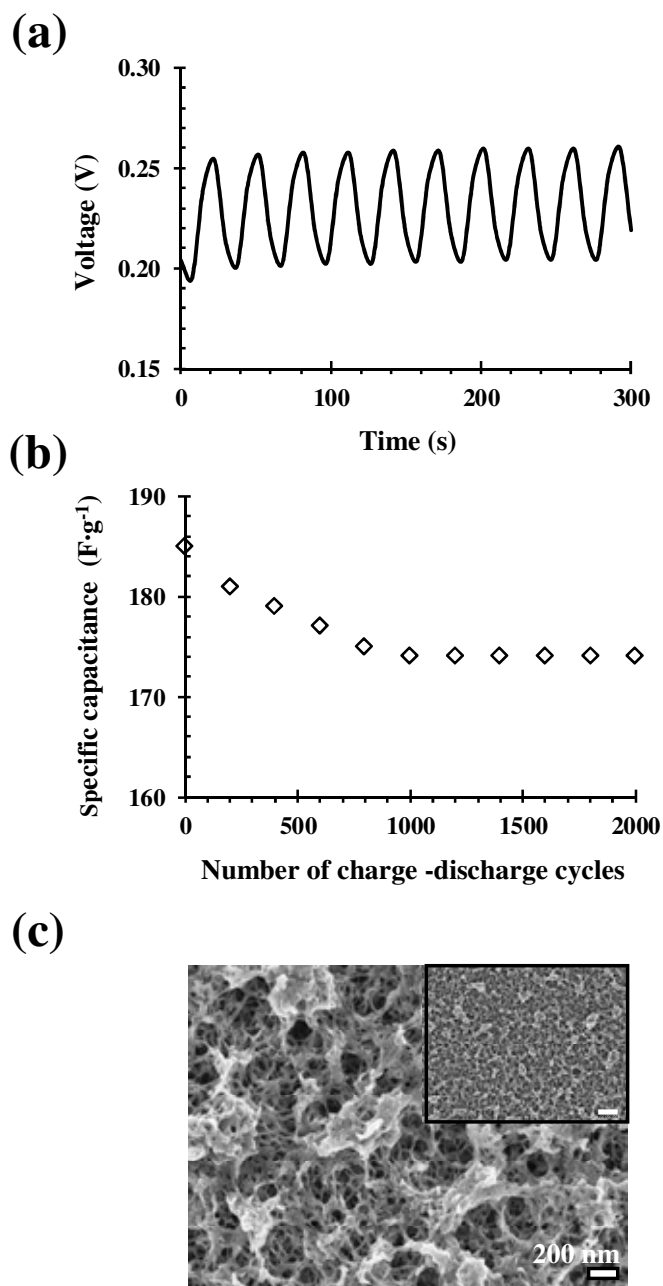 (a)
0.30
0.25
0.20
0.15
Voltage (V)
0 100 200 300
Time (s)
(b)
190
180
170
160
Specific capacitance (F·g⁻¹)
0 500 1000 1500 2000
Number of charge -discharge cycles
(c)
200 nm